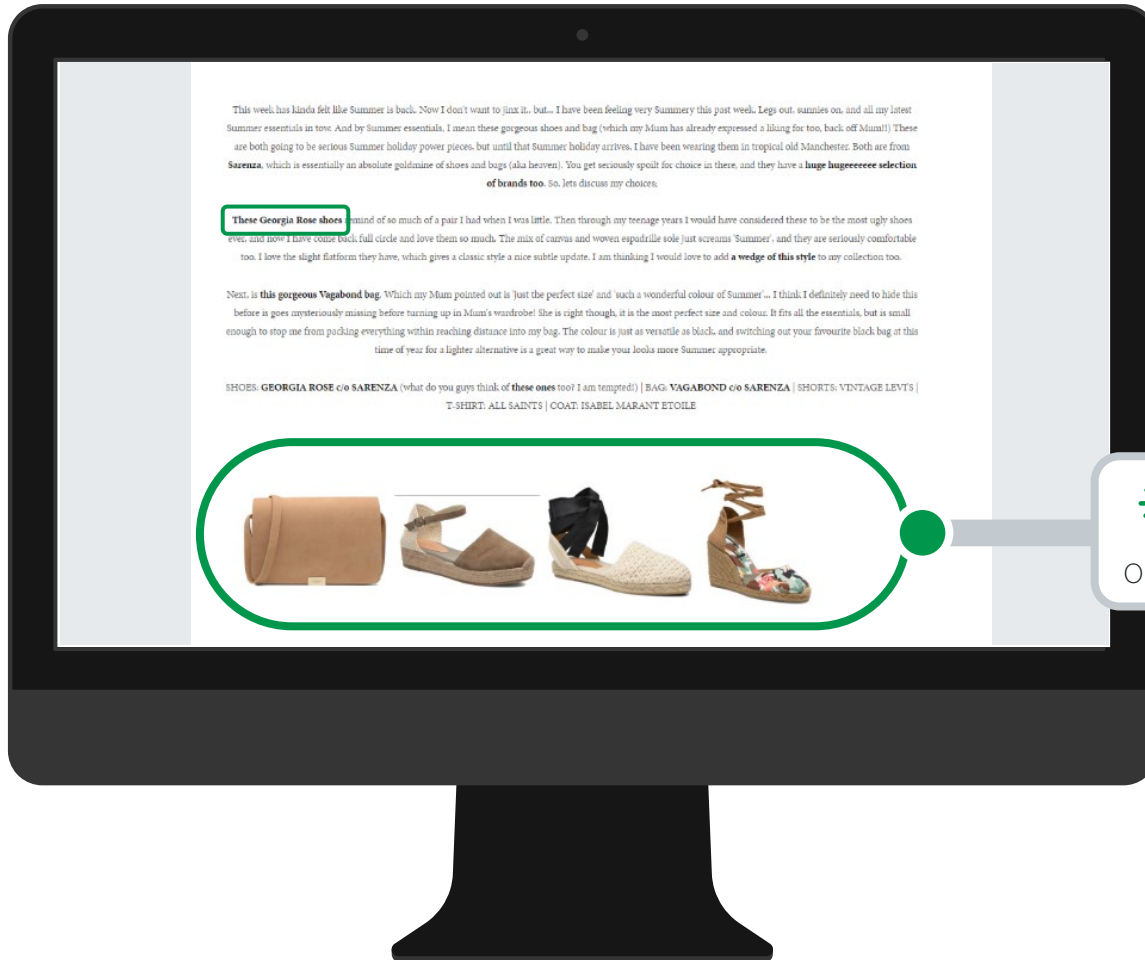 This week has kinda felt like Summer is back. Now I don't want to jinx it.. but... I have been feeling very Summery this past week. Legs out, sunnies on, and all my latest
Summer essentials in tow. And by Summer essentials, I mean these gorgeous shoes and bag (which my Mum has already expressed a liking for too, back off Mum!!) These
are both going to be serious Summer holiday power pieces, but until that Summer holiday arrives, I have been wearing them in tropical old Manchester. Both are from
Sarenza, which is essentially an absolute goldmine of shoes and bags (aka heaven). You get seriously spoilt for choice in there, and they have a huge hugeeeeeee selection
of brands too. So, lets discuss my choices;
These Georgia Rose shoes remind of so much of a pair I had when I was little. Then through my teenage years I would have considered these to be the most ugly shoes
ever, and now I have come back full circle and love them so much. The mix of canvas and woven espadrille sole just screams 'Summer', and they are seriously comfortable
too. I love the slight flatform they have, which gives a classic style a nice subtle update. I am thinking I would love to add a wedge of this style to my collection too.
Next, is this gorgeous Vagabond bag. Which my Mum pointed out is 'just the perfect size' and 'such a wonderful colour of Summer'... I think I definitely need to hide this
before is goes mysteriously missing before turning up in Mum's wardrobe! She is right though, it is the most perfect size and colour. It fits all the essentials, but is small
enough to stop me from packing everything within reaching distance into my bag. The colour is just as versatile as black, and switching out your favourite black bag at this
time of year for a lighter alternative is a great way to make your looks more Summer appropriate.
SHOES: GEORGIA ROSE c/o SARENZA (what do you guys think of these ones too? I am tempted!) | BAG: VAGABOND c/o SARENZA | SHORTS: VINTAGE LEVI'S |
T-SHIRT: ALL SAINTS | COAT: ISABEL MARANT ETOILE
O